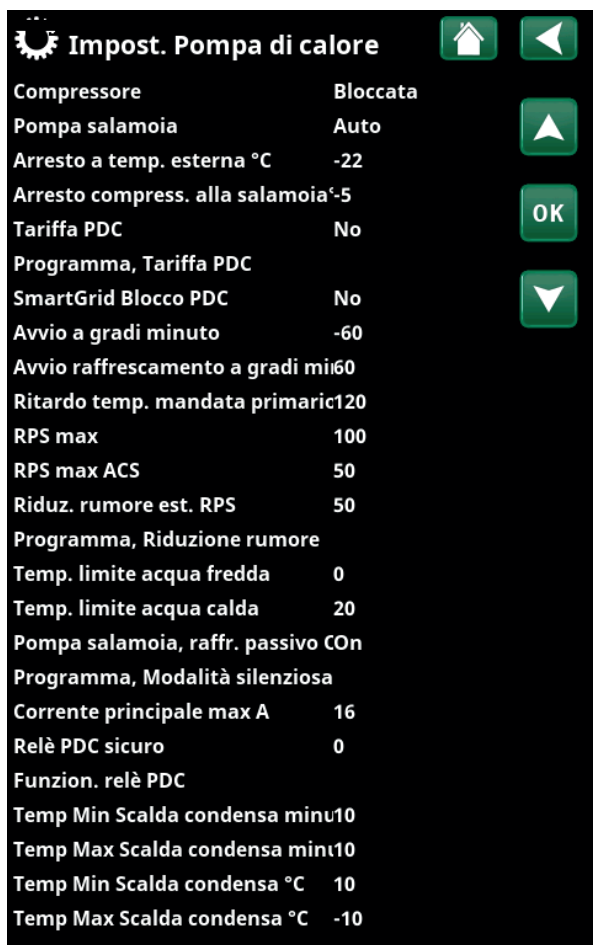 Impost. Pompa di calore
Compressore Bloccata
Pompa salamoia Auto
Arresto a temp. esterna °C -22
Arresto compress. alla salamoia° -5
Tariffa PDC No
Programma, Tariffa PDC
OK
SmartGrid Blocco PDC No
Avvio a gradi minuto -60
Avvio raffrescamento a gradi mi 60
Ritardo temp. mandata primario 120
RPS max 100
RPS max ACS 50
Riduz. rumore est. RPS 50
Programma, Riduzione rumore
Temp. limite acqua fredda 0
Temp. limite acqua calda 20
Pompa salamoia, raffr. passivo On
Programma, Modalità silenziosa
Corrente principale max A 16
Relè PDC sicuro 0
Funzion. relè PDC
Temp Min Scalda condensa minu 10
Temp Max Scalda condensa minu 10
Temp Min Scalda condensa °C 10
Temp Max Scalda condensa °C -10